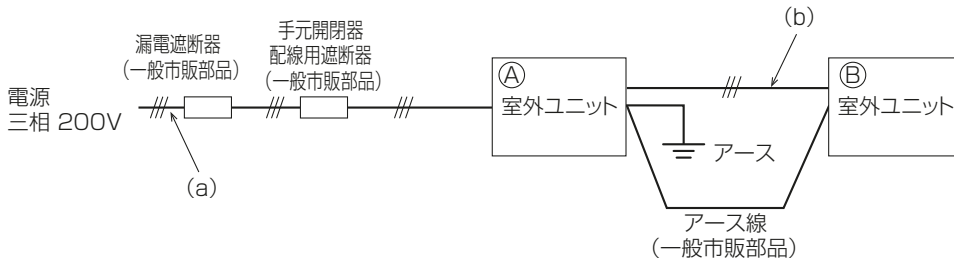 漏電遮断器
(一般市販部品)
手元開閉器
配線用遮断器
(一般市販部品)
(b)
電源
三相 200V
(a)
Ⓐ
室外ユニット
Ⓑ
室外ユニット
アース
アース線
(一般市販部品)